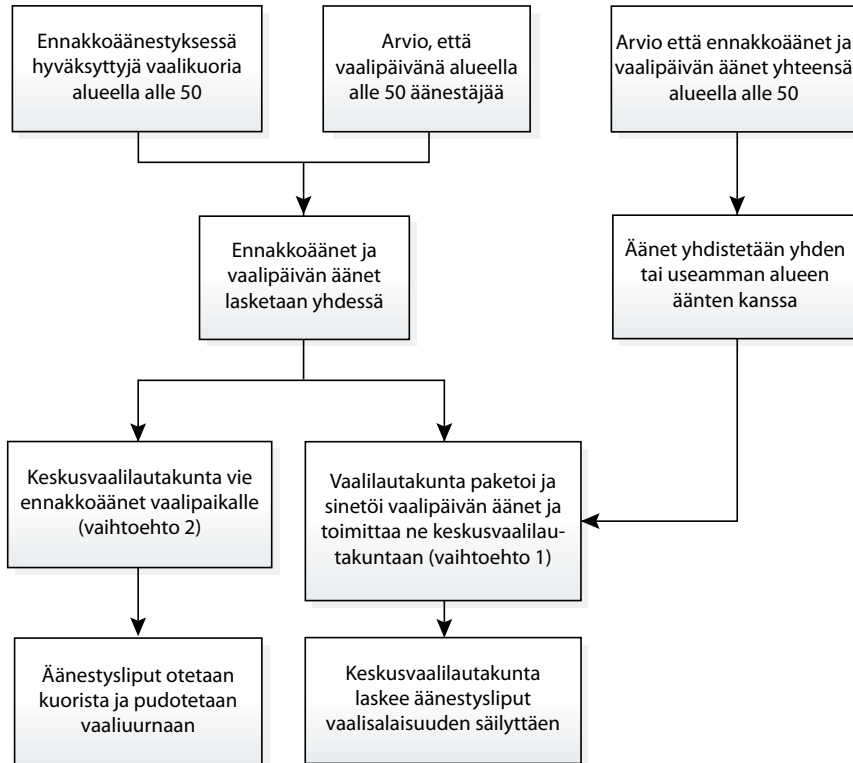 Ennakkoäänestyksessä
hyväksyttyjä vaalikuoria
alueella alle 50
Arvio, että
vaalipäivänä alueella
alle 50 äänestäjää
Arvio että ennakkoäänet ja
vaalipäivän äänet yhteensä
alueella alle 50
Ennakkoäänet ja
vaalipäivän äänet
lasketaan yhdessä
Äänet yhdistetään yhden
tai useamman alueen
äänten kanssa
Keskusvaalilautakunta vie
ennakkoäänet vaalipaikalle
(vaihtoehto 2)
Vaalilautakunta paketoi ja
sinetöi vaalipäivän äänet ja
toimittaa ne keskusvaalilau-
takuntaan (vaihtoehto 1)
Äänestysliput otetaan
kuorista ja pudotetaan
vaaliuurnaan
Keskusvaalilautakunta
laskee äänestysliput
vaalisalaisuuden säilyttäen